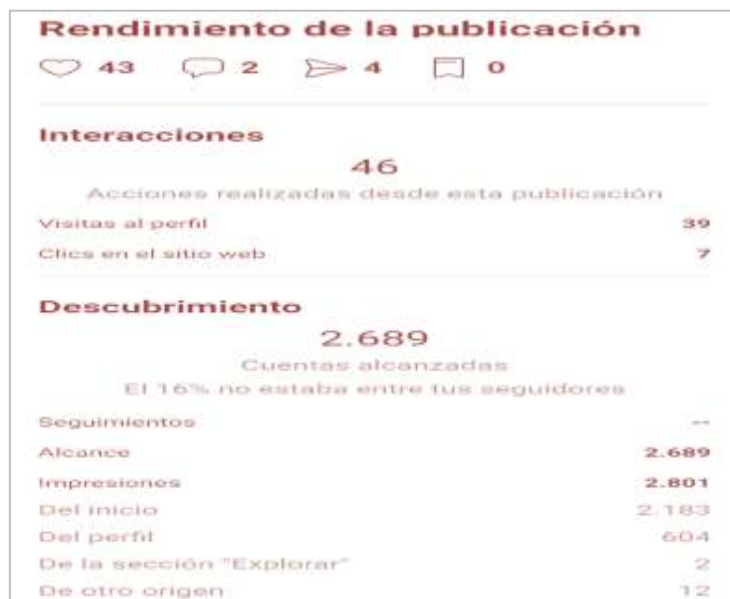 Rendimiento de la publicación
43 2 4 0
Interacciones
46
Acciones realizadas desde esta publicación
Visitas al perfil 39
Clics en el sitio web 7
Descubrimiento
2.689
Cuentas alcanzadas
El 16% no estaba entre tus seguidores
Seguimientos --
Alcance 2.689
Impresiones 2.801
Del inicio 2.183
Del perfil 604
De la sección "Explorar" 2
De otro origen 12